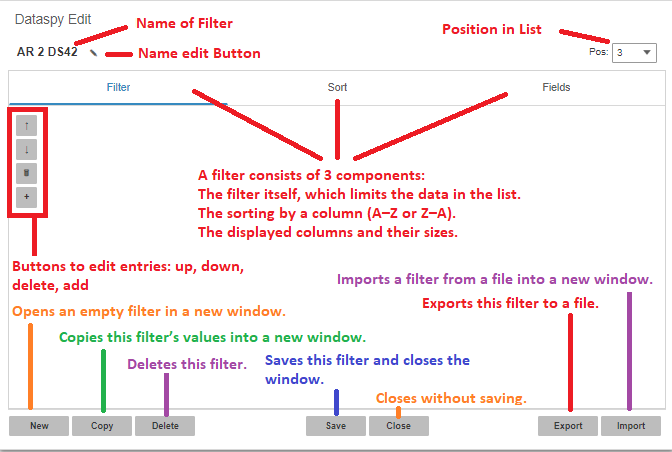 Dataspy Edit
Name of Filter
Position in List
AR 2 DS42
Name edit Button
Pos: 3
Filter
Sort
Fields
↑
↓
+
A filter consists of 3 components:
The filter itself, which limits the data in the list.
The sorting by a column (A–Z or Z–A).
The displayed columns and their sizes.
Buttons to edit entries: up, down,
delete, add
Imports a filter from a file into a new window.
Opens an empty filter in a new window.
Exports this filter to a file.
Copies this filter’s values into a new window.
Deletes this filter.
Saves this filter and closes the
window.
Closes without saving.
New
Copy
Delete
Save
Close
Export
Import